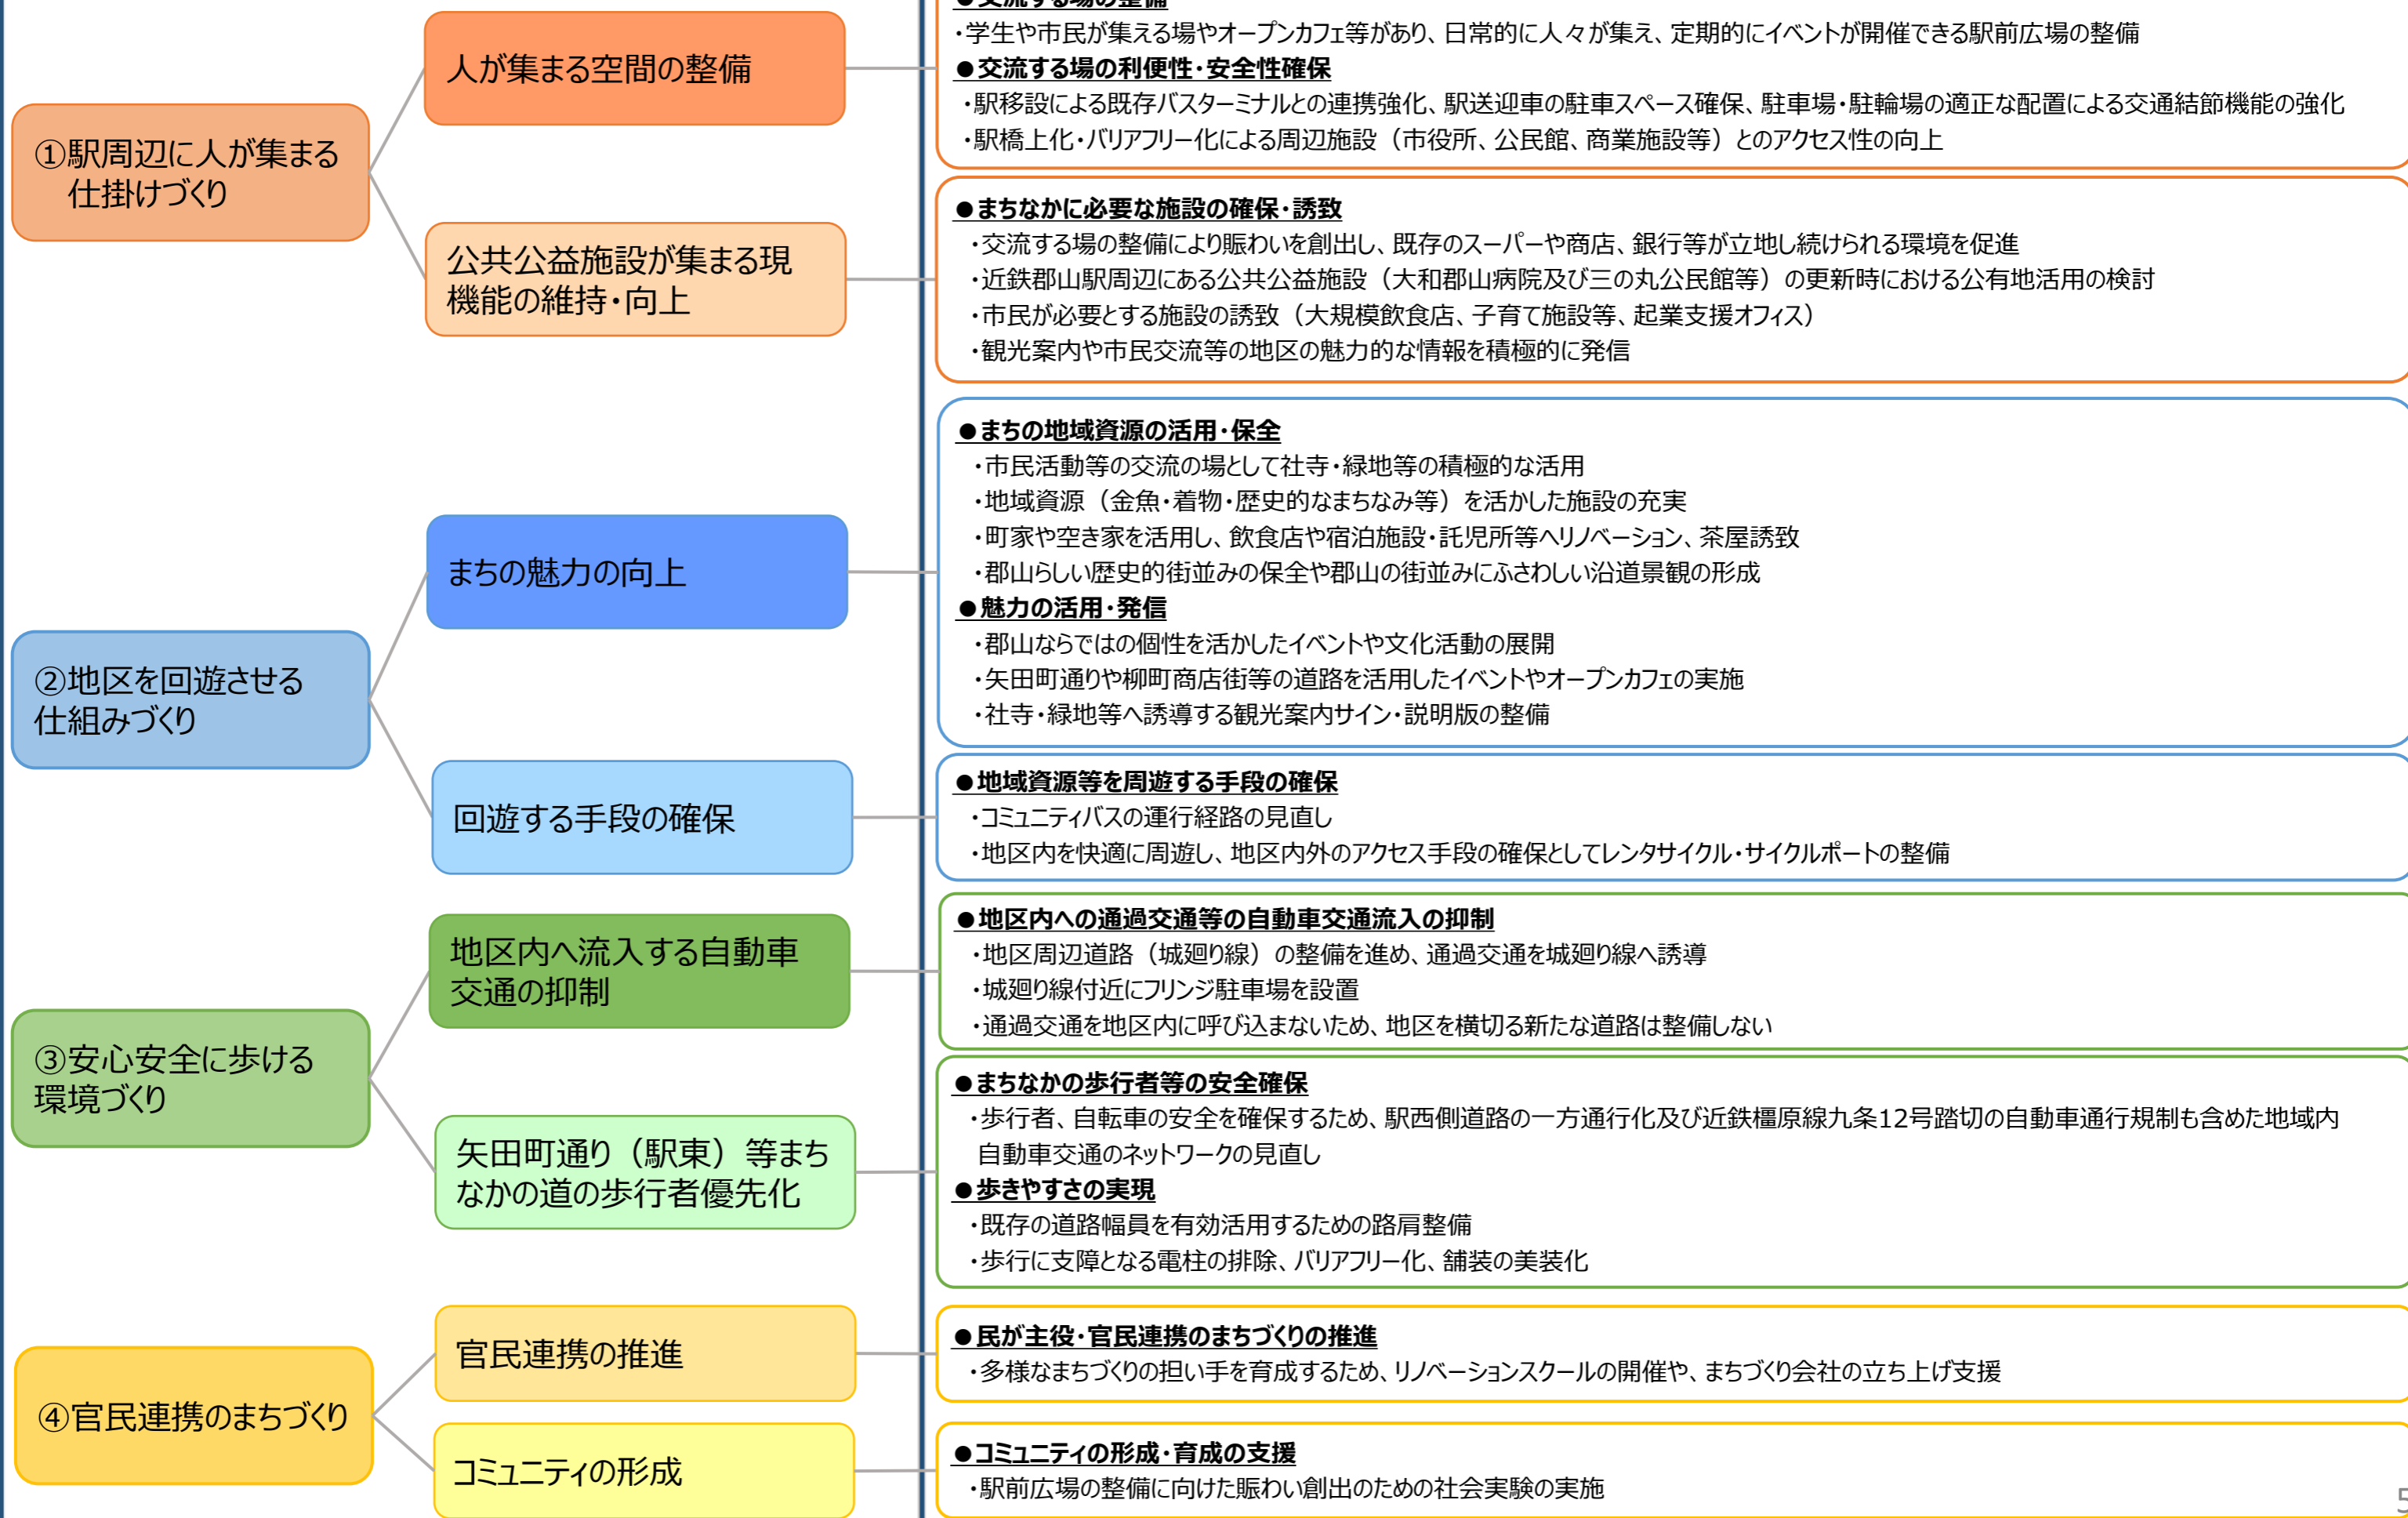 ●交流する場の整備
・学生や市民が集える場やオープンカフェ等があり、日常的に人々が集え、定期的にイベントが開催できる駅前広場の整備
●交流する場の利便性・安全性確保
・駅移設による既存バスターミナルとの連携強化、駅送迎車の駐車スペース確保、駐車場・駐輪場の適正な配置による交通結節機能の強化
・駅橋上化・バリアフリー化による周辺施設（市役所、公民館、商業施設等）とのアクセス性の向上
人が集まる空間の整備
①駅周辺に人が集まる
仕掛けづくり
公共公益施設が集まる現
機能の維持・向上
●まちなかに必要な施設の確保・誘致
・交流する場の整備により賑わいを創出し、既存のスーパーや商店、銀行等が立地し続けられる環境を促進
・近鉄郡山駅周辺にある公共公益施設（大和郡山病院及び三の丸公民館等）の更新時における公有地活用の検討
・市民が必要とする施設の誘致（大規模飲食店、子育て施設等、起業支援オフィス）
・観光案内や市民交流等の地区の魅力的な情報を積極的に発信
②地区を回遊させる
仕組みづくり
まちの魅力の向上
●まちの地域資源の活用・保全
・市民活動等の交流の場として社寺・緑地等の積極的な活用
・地域資源（金魚・着物・歴史的なまちなみ等）を活かした施設の充実
・町家や空き家を活用し、飲食店や宿泊施設・託児所等へリノベーション、茶屋誘致
・郡山らしい歴史的街並みの保全や郡山の街並みにふさわしい沿道景観の形成
●魅力の活用・発信
・郡山ならではの個性を活かしたイベントや文化活動の展開
・矢田町通りや柳町商店街等の道路を活用したイベントやオープンカフェの実施
・社寺・緑地等へ誘導する観光案内サイン・説明版の整備
回遊する手段の確保
●地域資源等を周遊する手段の確保
・コミュニティバスの運行経路の見直し
・地区内を快適に周遊し、地区内外のアクセス手段の確保としてレンタサイクル・サイクルポートの整備
③安心安全に歩ける
環境づくり
地区内へ流入する自動車
交通の抑制
●地区内への通過交通等の自動車交通流入の抑制
・地区周辺道路（城廻り線）の整備を進め、通過交通を城廻り線へ誘導
・城廻り線付近にフリンジ駐車場を設置
・通過交通を地区内に呼び込まないため、地区を横切る新たな道路は整備しない
矢田町通り（駅東）等まち
なかの道の歩行者優先化
●まちなかの歩行者等の安全確保
・歩行者、自転車の安全を確保するため、駅西側道路の一方通行化及び近鉄橿原線九条12号踏切の自動車通行規制も含めた地域内
自動車交通のネットワークの見直し
●歩きやすさの実現
・既存の道路幅員を有効活用するための路肩整備
・歩行に支障となる電柱の排除、バリアフリー化、舗装の美装化
④官民連携のまちづくり
官民連携の推進
●民が主役・官民連携のまちづくりの推進
・多様なまちづくりの担い手を育成するため、リノベーションスクールの開催や、まちづくり会社の立ち上げ支援
コミュニティの形成
●コミュニティの形成・育成の支援
・駅前広場の整備に向けた賑わい創出のための社会実験の実施
5